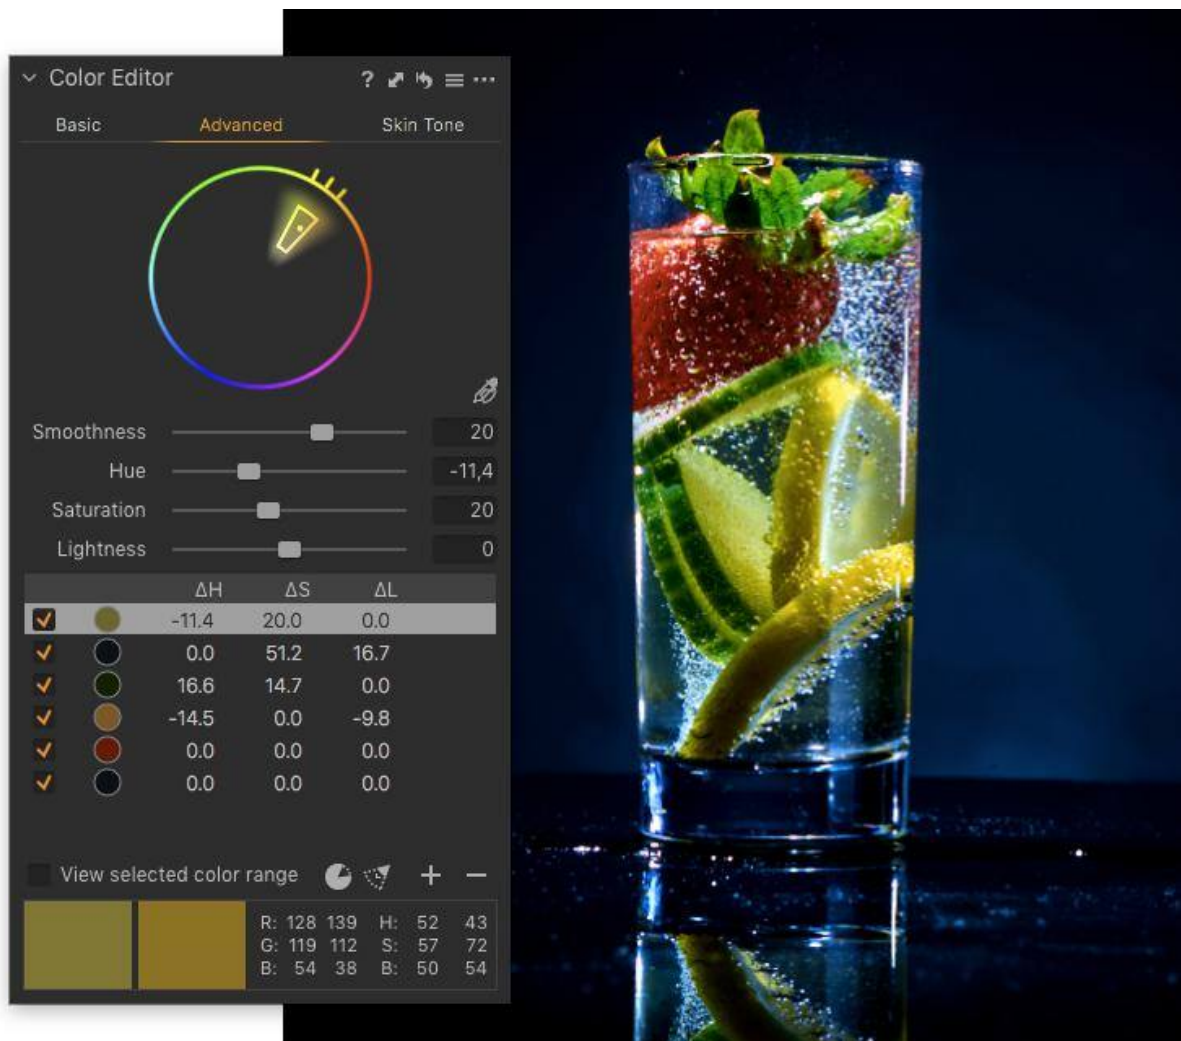 Color Editor ?
Basic Advanced Skin Tone
Smoothness 20
Hue -11,4
Saturation 20
Lightness 0
ΔH ΔS ΔL
-11.4 20.0 0.0
0.0 51.2 16.7
16.6 14.7 0.0
-14.5 0.0 -9.8
0.0 0.0 0.0
0.0 0.0 0.0
View selected color range
R: 128 139 H: 52 43
G: 119 112 S: 57 72
B: 54 38 B: 50 54